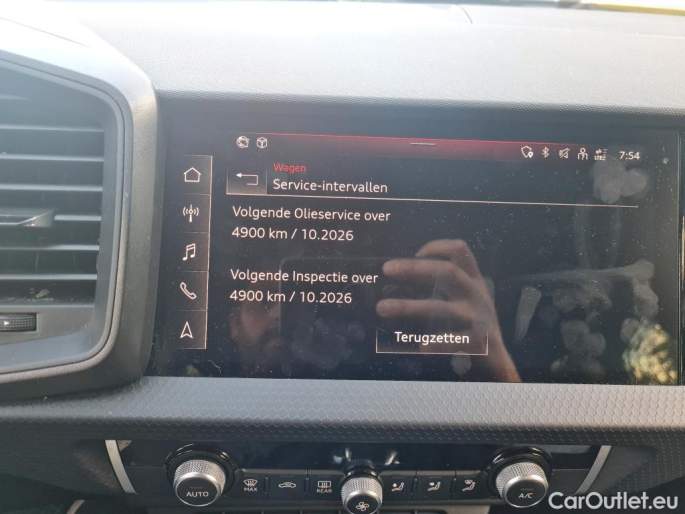 7:54
Wagen
Service-intervallen
Volgende Olieservice over
4900 km / 10.2026
Volgende Inspectie over
4900 km / 10.2026
Terugzetten
AUTO
MAX
REAR
A/C
CarOutlet.eu